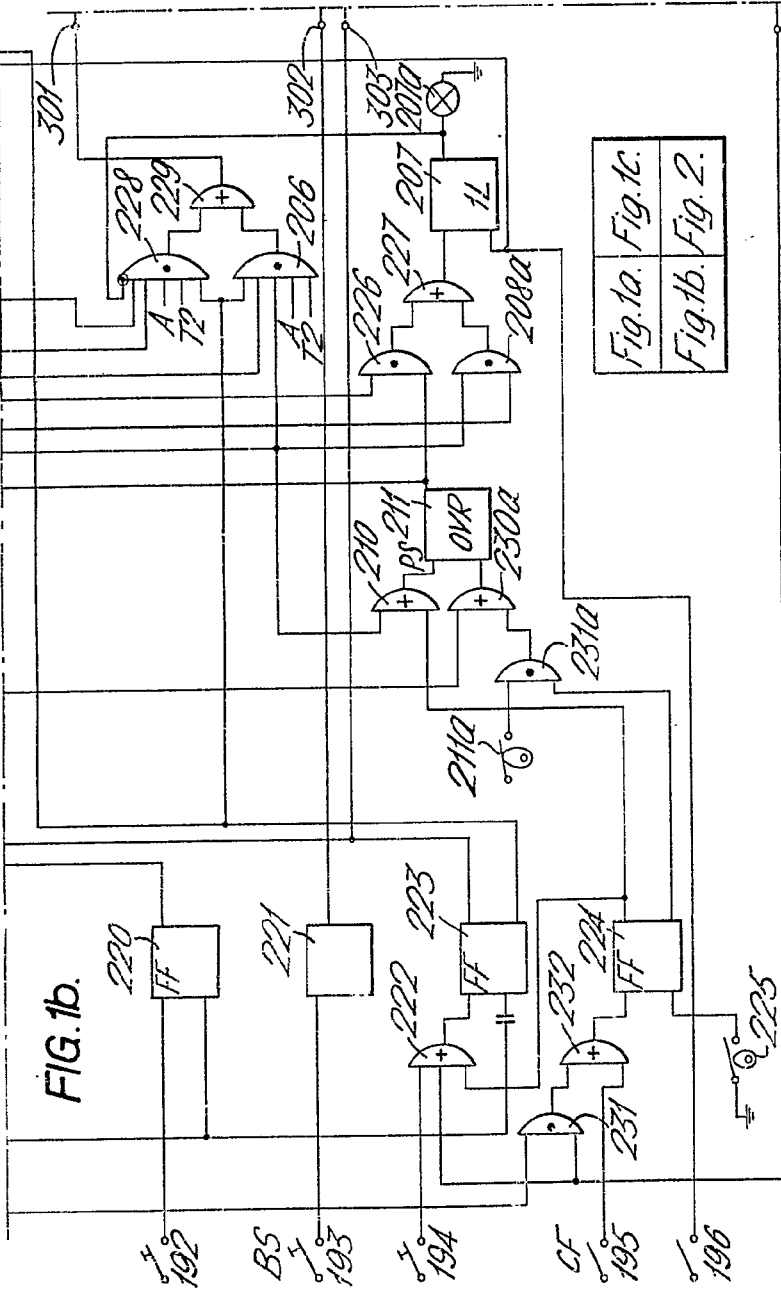 FIG. 1b.
301
302
303
228
229
A
T2
206
A
T2
207a
207
1L
226
227
208a
Fig.1a. Fig.1c.
Fig.1b. Fig. 2.
210
PS
211
OVR
230a
231a
211a
220
FF
221
222
223
FF
232
224
FF
231
225
192
BS
193
194
CF
195
196